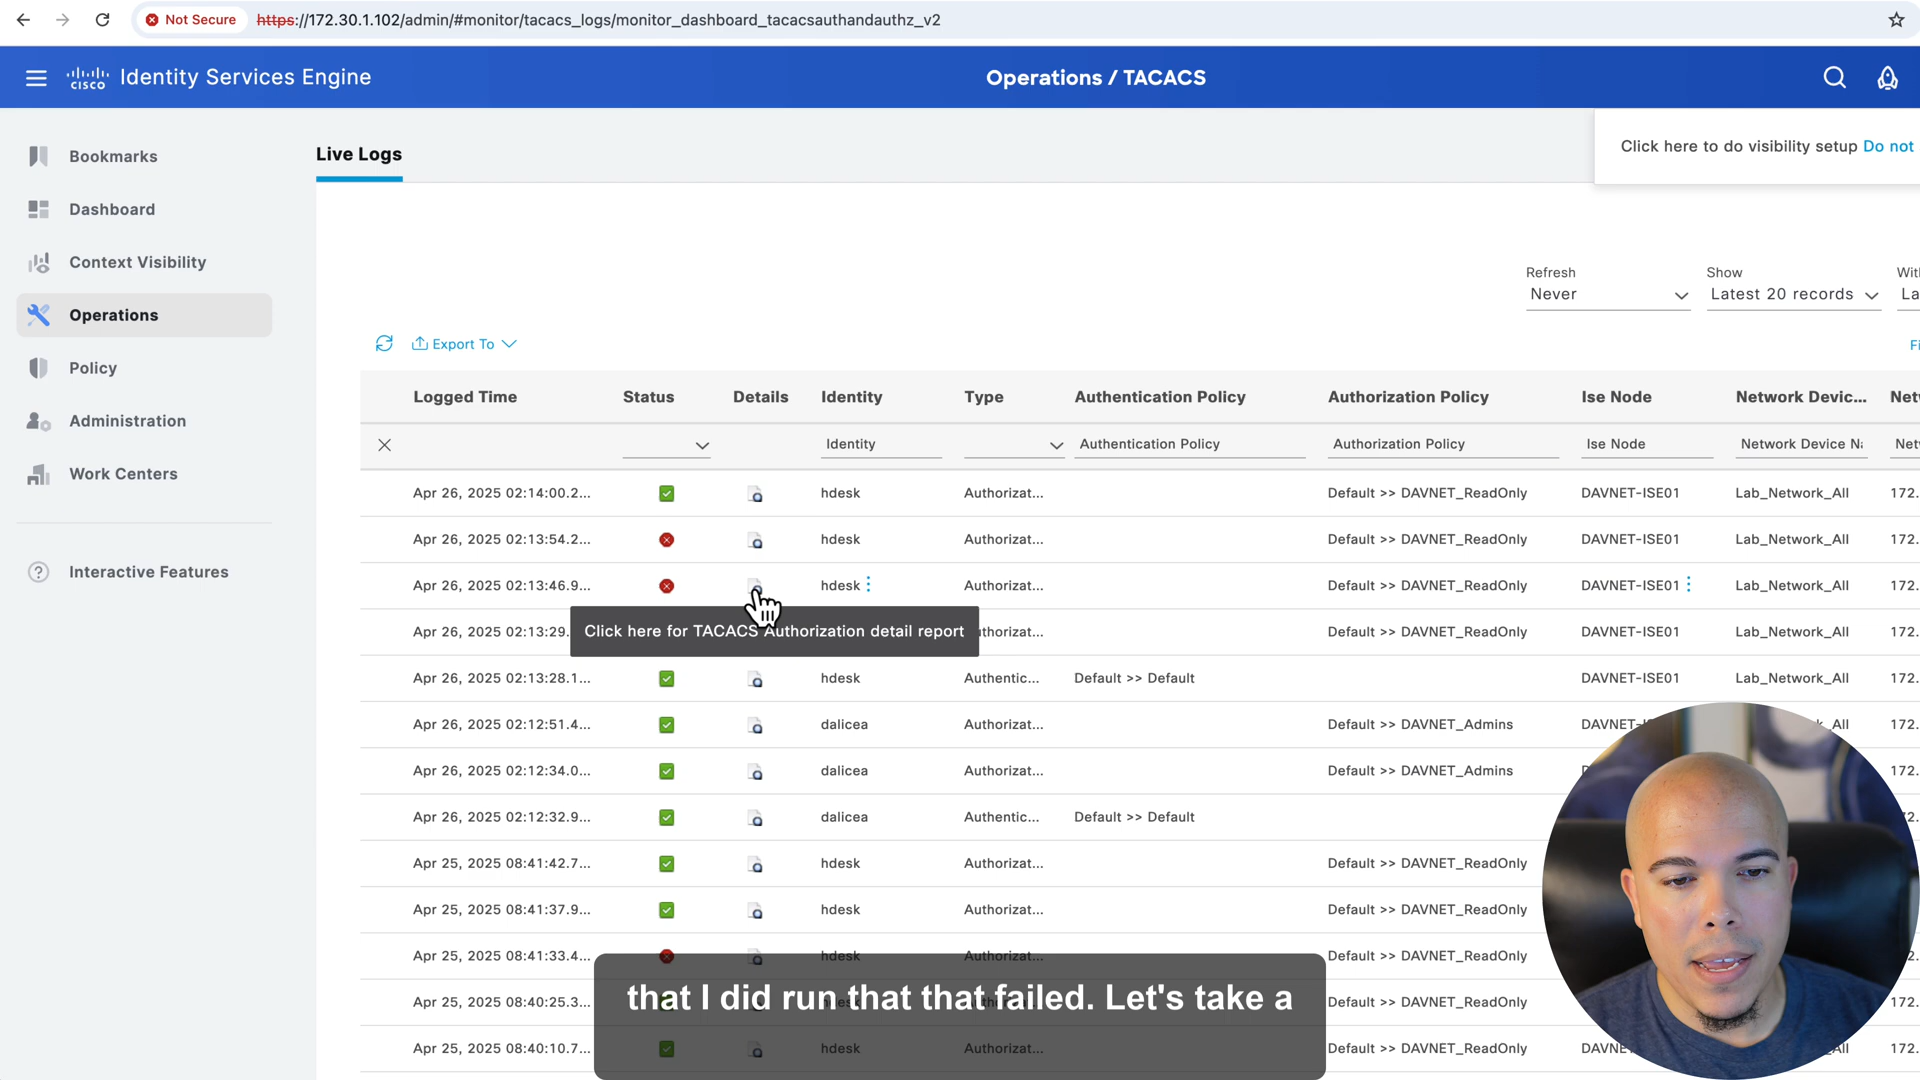 Not Secure https://172.30.1.102/admin/#monitor/tacacs_logs/monitor_dashboard_tacacsauthandauthz_v2
cisco Identity Services Engine Operations / TACACS
Click here to do visibility setup Do not
Bookmarks
Dashboard
Context Visibility
Operations
Policy
Administration
Work Centers
Interactive Features
Live Logs
Refresh Show
Never Latest 20 records
Export To
Logged Time Status Details Identity Type Authentication Policy Authorization Policy Ise Node Network Devic...
Identity Authentication Policy Authorization Policy Ise Node Network Device
Apr 26, 2025 02:14:00.2... hdesk Authorizat... Default >> DAVNET_ReadOnly DAVNET-ISE01 Lab_Network_All 172.
Apr 26, 2025 02:13:54.2... hdesk Authorizat... Default >> DAVNET_ReadOnly DAVNET-ISE01 Lab_Network_All 172.
Apr 26, 2025 02:13:46.9... hdesk Authorizat... Default >> DAVNET_ReadOnly DAVNET-ISE01 Lab_Network_All 172.
Apr 26, 2025 02:13:29. thorizat... Default >> DAVNET_ReadOnly DAVNET-ISE01 Lab_Network_All 172.
Click here for TACACS Authorization detail report
Apr 26, 2025 02:13:28.1... hdesk Authentic... Default >> Default DAVNET-ISE01 Lab_Network_All 172.
Apr 26, 2025 02:12:51.4... dalicea Authorizat... Default >> DAVNET_Admins DAVNET- All 172.
Apr 26, 2025 02:12:34.0... dalicea Authorizat... Default >> DAVNET_Admins 172.
Apr 26, 2025 02:12:32.9... dalicea Authentic... Default >> Default
Apr 25, 2025 08:41:42.7... hdesk Authorizat... Default >> DAVNET_ReadOnly
Apr 25, 2025 08:41:37.9... hdesk Authorizat... Default >> DAVNET_ReadOnly
Apr 25, 2025 08:41:33.4... hdesk Authorizat... Default >> DAVNET_ReadOnly
Apr 25, 2025 08:40:25.3... Default >> DAVNET_ReadOnly 172.
that I did run that that failed. Let's take a
Apr 25, 2025 08:40:10.7... hdesk Authorizat... Default >> DAVNET_ReadOnly DAVNE All 172.